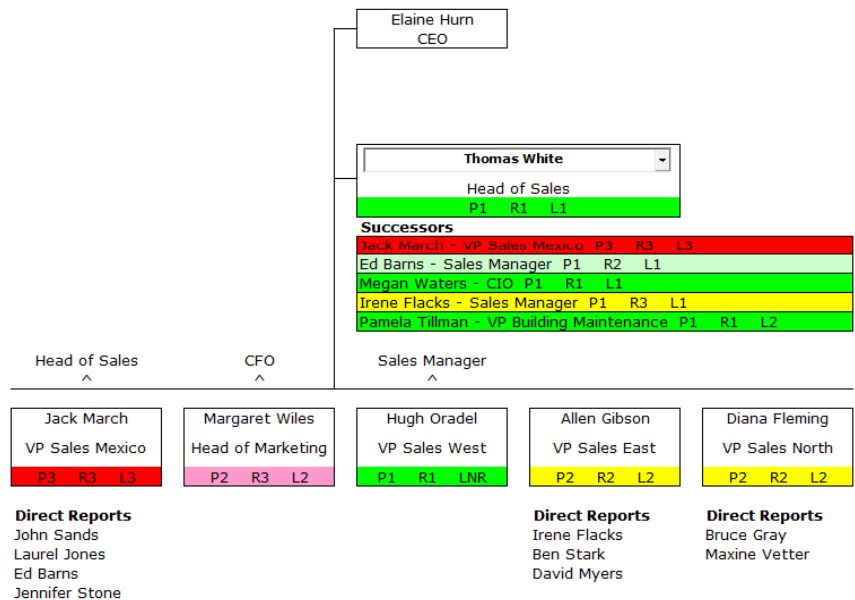 Elaine Hurn
CEO
Thomas White
Head of Sales
P1 R1 L1
Successors
Jack March - VP Sales Mexico P3 R3 L3
Ed Barns - Sales Manager P1 R2 L1
Megan Waters - CIO P1 R1 L1
Irene Flacks - Sales Manager P1 R3 L1
Pamela Tillman - VP Building Maintenance P1 R1 L2
Head of Sales CFO Sales Manager
^ ^ ^
Jack March Margaret Wiles Hugh Oradel Allen Gibson Diana Fleming
VP Sales Mexico Head of Marketing VP Sales West VP Sales East VP Sales North
P3 R3 L3 P2 R3 L2 P1 R1 LNR P2 R2 L2 P2 R2 L2
Direct Reports Direct Reports Direct Reports
John Sands Irene Flacks Bruce Gray
Laurel Jones Ben Stark Maxine Vetter
Ed Barns David Myers
Jennifer Stone